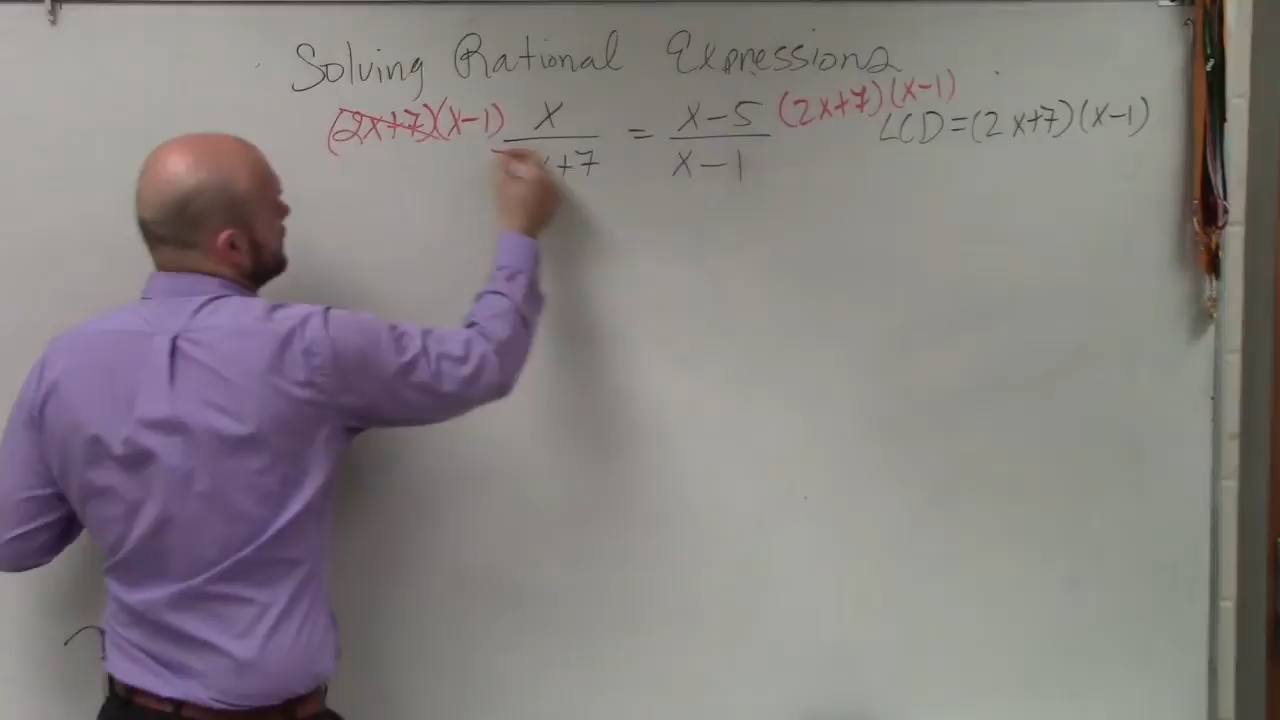 Solving Rational Expressions
(2x+7)(x-1) x = x-5 (2x+7)(x-1) LCD=(2x+7)(x-1)
x+7 x-1